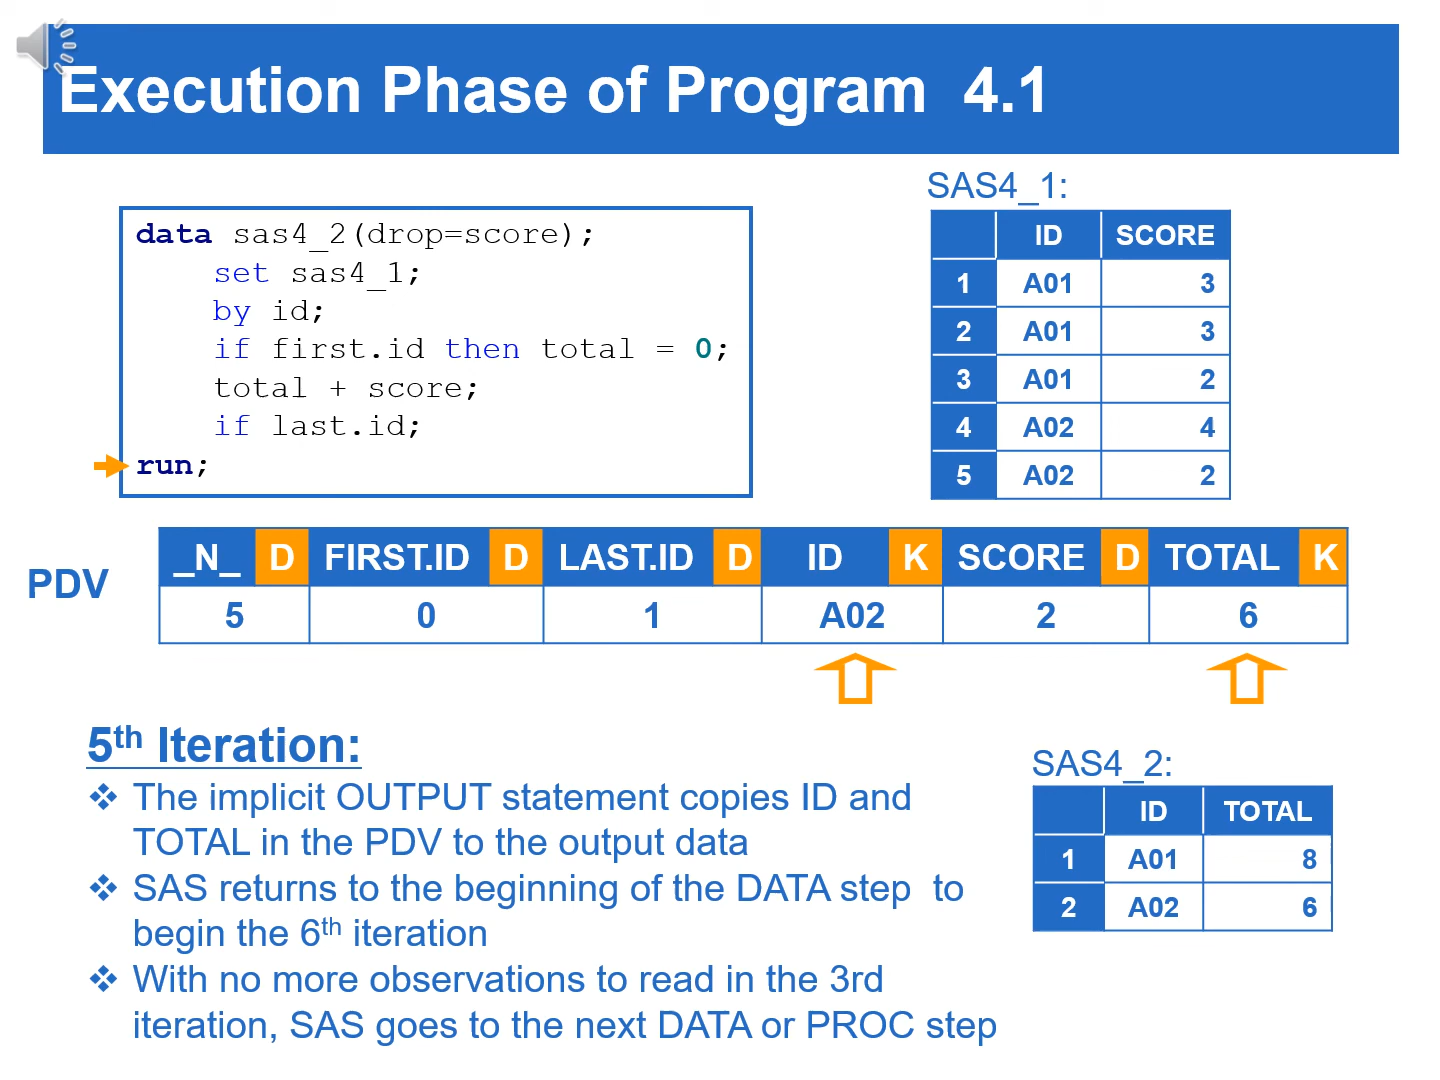 Execution Phase of Program 4.1
SAS4_1:
data sas4_2(drop=score);
set sas4_1;
by id;
if first.id then total = 0;
total + score;
if last.id;
run;
ID SCORE
1 A01 3
2 A01 3
3 A01 2
4 A02 4
5 A02 2
PDV
_N_ D FIRST.ID D LAST.ID D ID K SCORE D TOTAL K
5 0 1 A02 2 6
5th Iteration:
❖ The implicit OUTPUT statement copies ID and
TOTAL in the PDV to the output data
❖ SAS returns to the beginning of the DATA step to
begin the 6th iteration
❖ With no more observations to read in the 3rd
iteration, SAS goes to the next DATA or PROC step
SAS4_2:
ID TOTAL
1 A01 8
2 A02 6